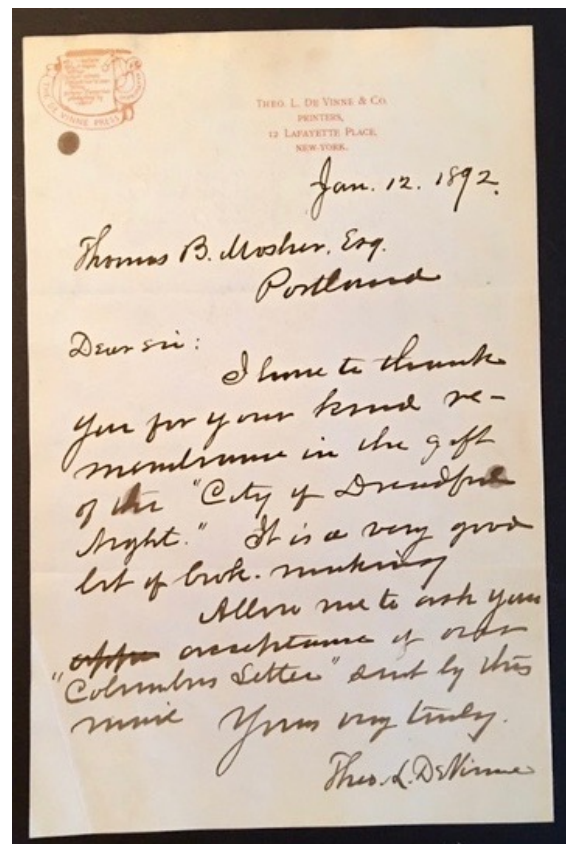 THE DE VINNE PRESS
THEO. L. DE VINNE & CO.
PRINTERS,
12 LAFAYETTE PLACE,
NEW-YORK.
Jan. 12. 1892.
Thomas B. Mosher, Esq.
Portland
Dear sir:
I have to thank
you for your kind re-
membrance in the gift
of the "City of Dreadful
Night." It is a very good
bit of book-making
Allow me to ask your
acceptance of our
"Columbus Letter" sent by this
mail Yours very truly.
Theo. L. DeVinne